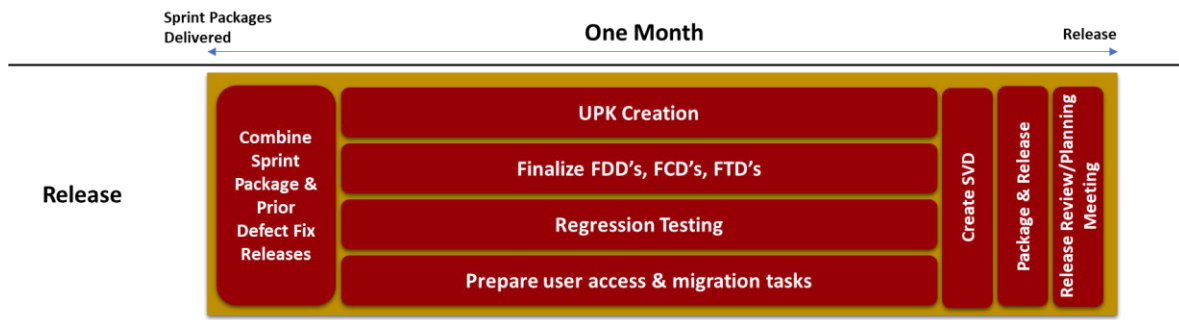 Sprint Packages
Delivered
One Month
Release
Release
Combine
Sprint
Package &
Prior
Defect Fix
Releases
UPK Creation
Finalize FDD's, FCD's, FTD's
Regression Testing
Prepare user access & migration tasks
Create SVD
Package & Release
Release Review/Planning
Meeting